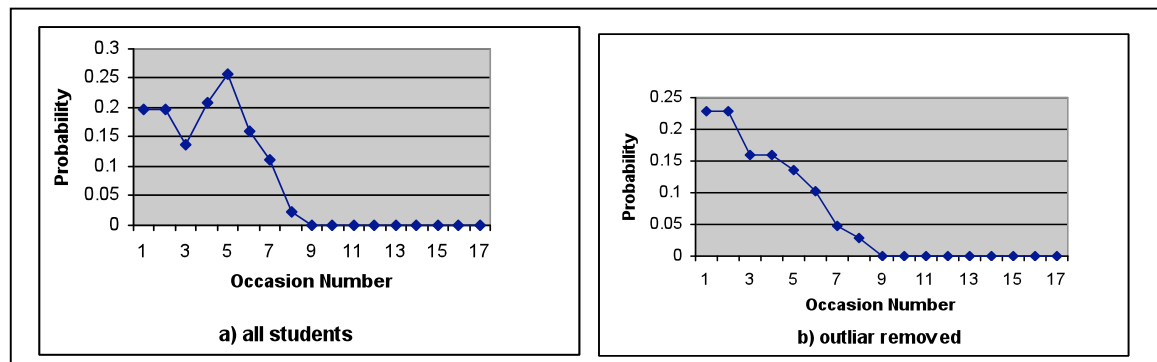 0.3
0.25
0.2
0.15
0.1
0.05
0
Probability
1 3 5 7 9 11 13 15 17
Occasion Number
a) all students
0.25
0.2
0.15
0.1
0.05
0
Probability
1 3 5 7 9 11 13 15 17
Occasion Number
b) outliar removed